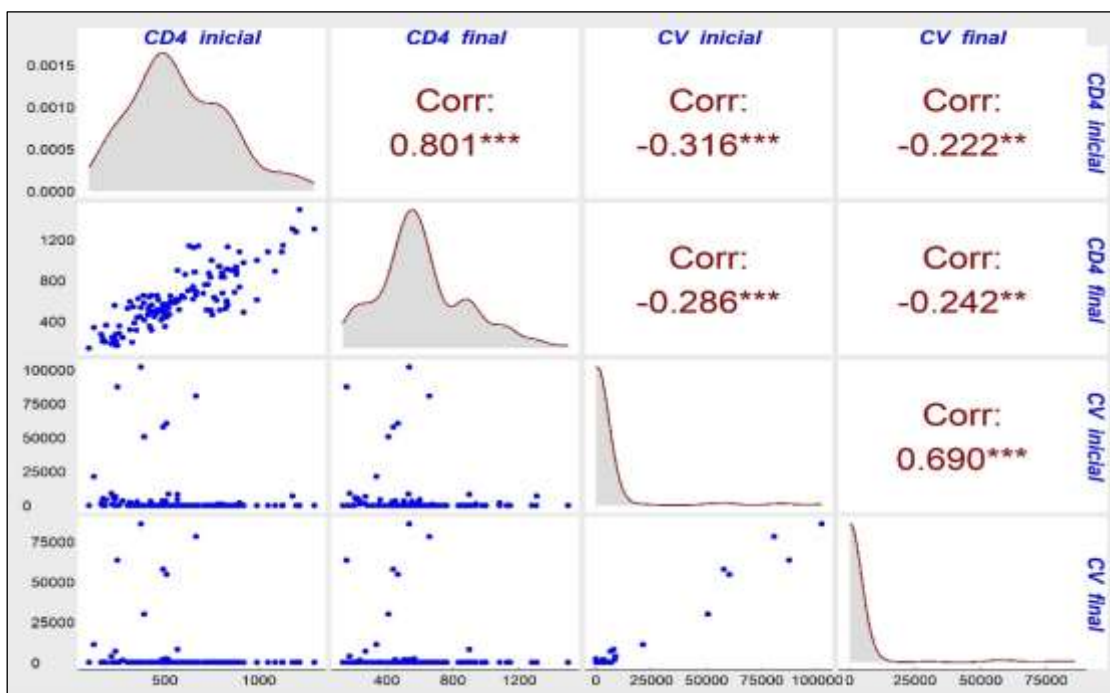 CD4 inicial CD4 final CV inicial CV final
0.0015
0.0010
0.0005
0.0000
Corr:
0.801***
Corr:
-0.316***
Corr:
-0.222**
CD4 inicial
1200
800
400
Corr:
-0.286***
Corr:
-0.242**
CD4 final
100000
75000
50000
25000
0
Corr:
0.690***
CV inicial
75000
50000
25000
0
CV final
500 1000 400 800 1200 0 25000 50000 75000 100000 0 25000 50000 75000